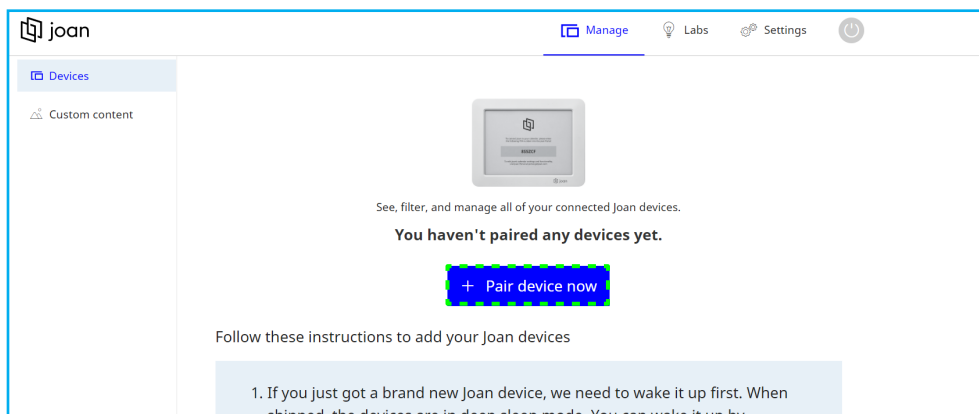 joan
Manage
Labs
Settings
Devices
Custom content
joan
See, filter, and manage all of your connected Joan devices.
You haven't paired any devices yet.
+ Pair device now
Follow these instructions to add your Joan devices
1. If you just got a brand new Joan device, we need to wake it up first. When